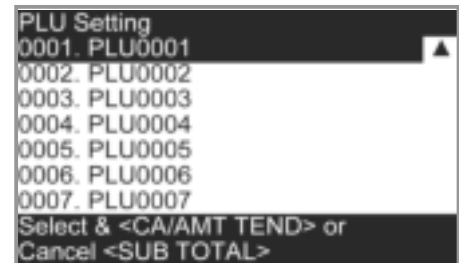 PLU Setting
0001. PLU0001
0002. PLU0002
0003. PLU0003
0004. PLU0004
0005. PLU0005
0006. PLU0006
0007. PLU0007
Select & <CA/AMT TEND> or
Cancel <SUB TOTAL>